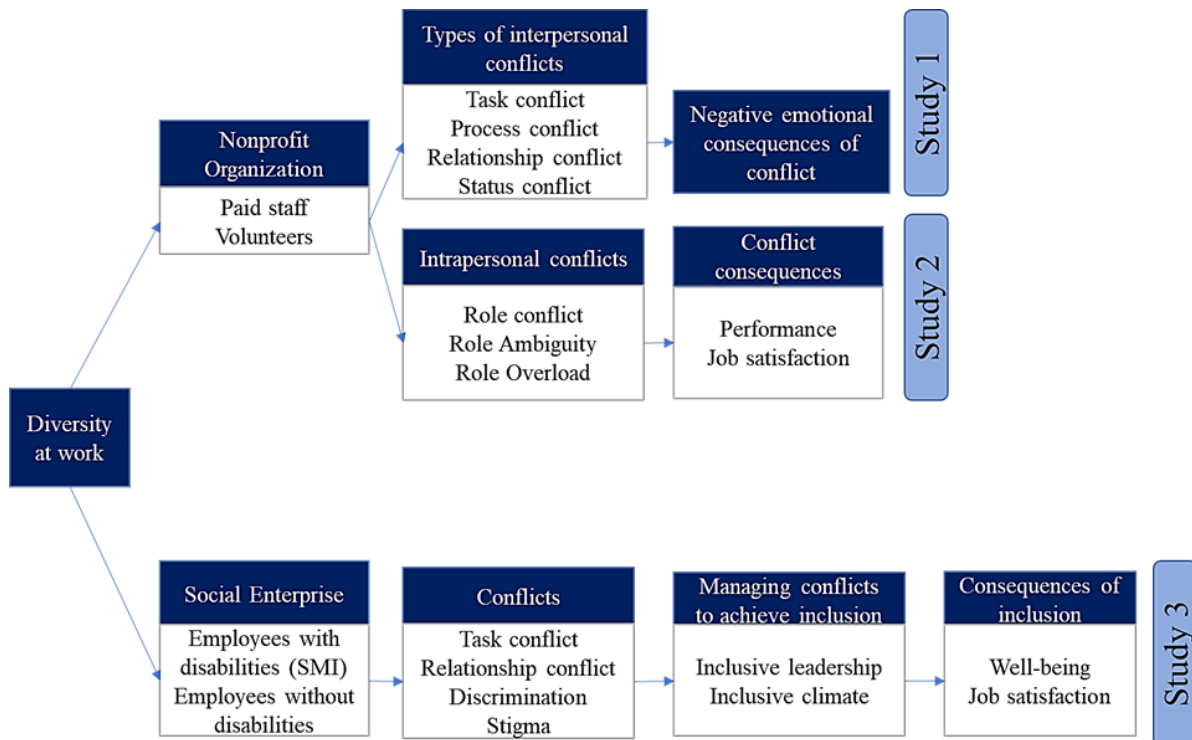 Types of interpersonal
conflicts
Task conflict
Process conflict
Relationship conflict
Status conflict
Negative emotional
consequences of
conflict
Study 1
Nonprofit
Organization
Paid staff
Volunteers
Intrapersonal conflicts
Role conflict
Role Ambiguity
Role Overload
Conflict
consequences
Performance
Job satisfaction
Study 2
Diversity
at work
Social Enterprise
Employees with
disabilities (SMI)
Employees without
disabilities
Conflicts
Task conflict
Relationship conflict
Discrimination
Stigma
Managing conflicts
to achieve inclusion
Inclusive leadership
Inclusive climate
Consequences of
inclusion
Well-being
Job satisfaction
Study 3